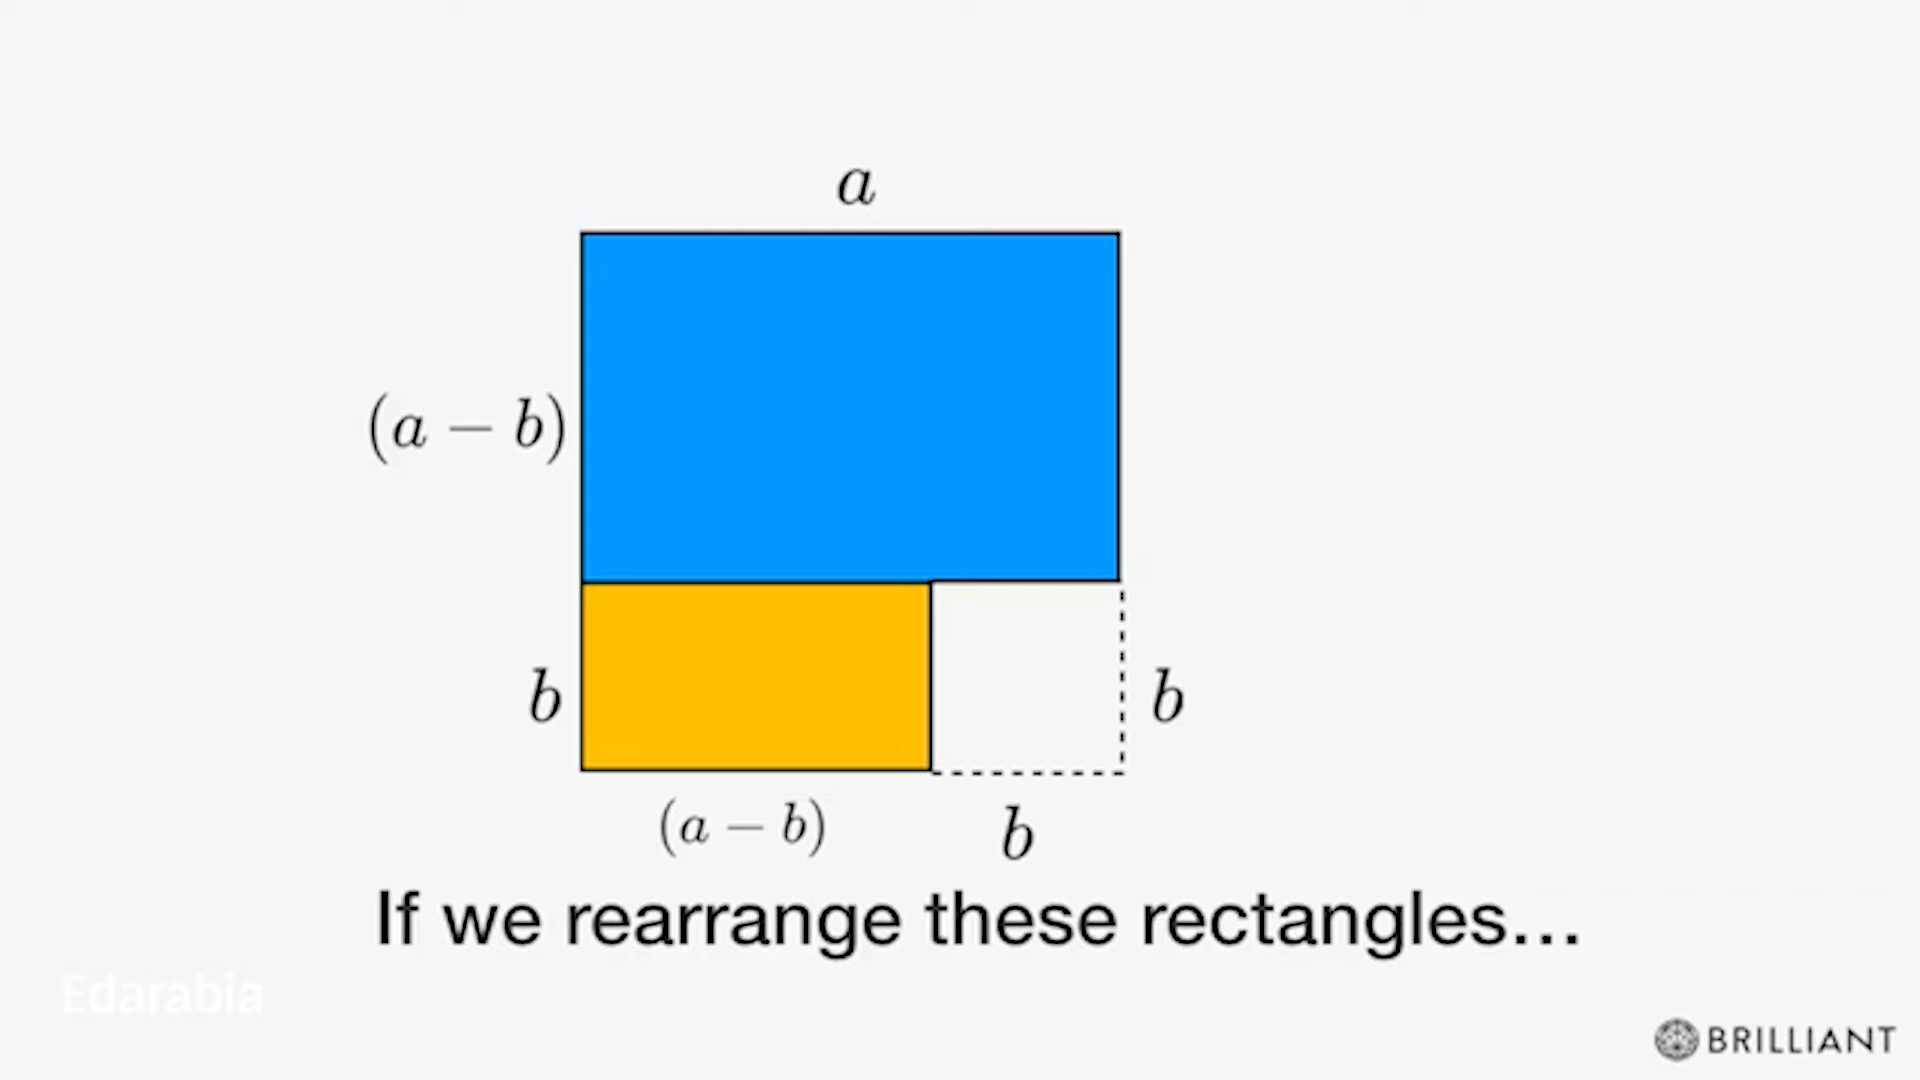 a
(a − b)
b
b
(a − b)
b
If we rearrange these rectangles...
Edarabia
BRILLIANT